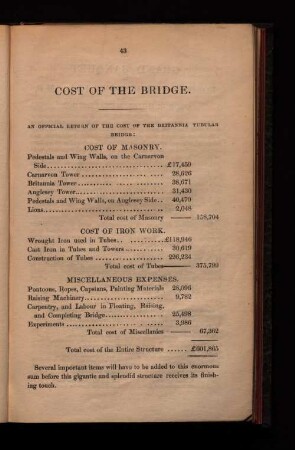 43
COST OF THE BRIDGE.
AN OFFICIAL RETURN OF THE COST OF THE BRITANNIA TUBULAR
BRIDGE:
COST OF MASONRY.
Pedestals and Wing Walls, on the Carnarvon
Side £17,459
Carnarvon Tower 28,626
Britannia Tower 38,671
Anglesey Tower 31,430
Pedestals and Wing Walls, on Anglesey Side 40,470
Lions 2,048
Total cost of Masonry 158,704
COST OF IRON WORK.
Wrought Iron used in Tubes £118,946
Cast Iron in Tubes and Towers 30,619
Construction of Tubes 226,234
Total cost of Tubes 375,799
MISCELLANEOUS EXPENSES.
Pontoons, Ropes, Capstans, Painting Materials 28,096
Raising Machinery 9,782
Carpentry, and Labour in Floating, Raising,
and Completing Bridge 25,498
Experiments 3,986
Total cost of Miscellanies 67,362
Total cost of the Entire Structure £601,865
Several important items will have to be added to this enormous
sum before this gigantic and splendid structure receives its finish-
ing touch.